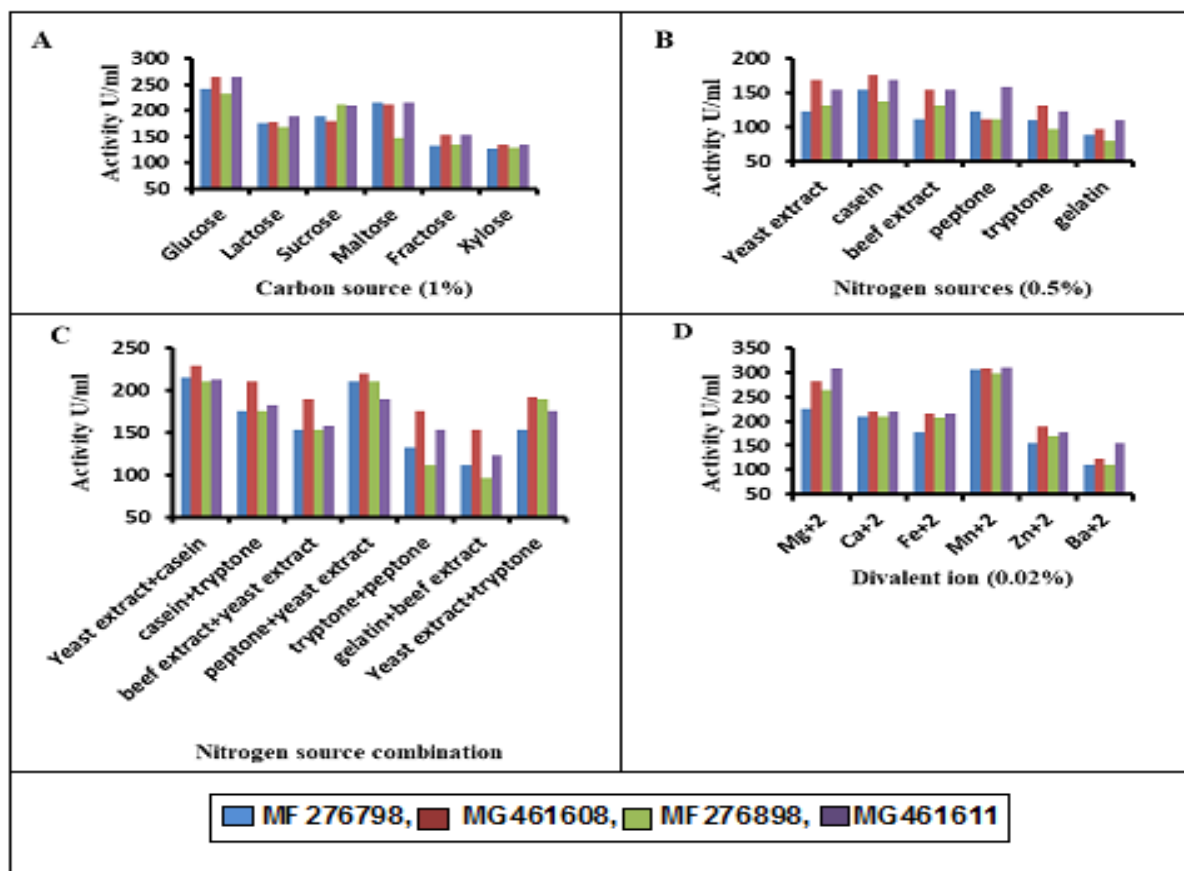 A
Activity U/ml
300
250
200
150
100
50
Glucose
Lactose
Sucrose
Maltose
Fractose
Xylose
Carbon source (1%)
B
Activity U/ml
200
150
100
50
Yeast extract
casein
beef extract
peptone
tryptone
gelatin
Nitrogen sources (0.5%)
C
Activity U/ml
250
200
150
100
50
Yeast extract+casein
casein+tryptone
beef extract+yeast extract
peptone+yeast extract
tryptone+peptone
gelatin+beef extract
Yeast extract+tryptone
Nitrogen source combination
D
Activity U/ml
350
300
250
200
150
100
50
Mg+2
Ca+2
Fe+2
Mn+2
Zn+2
Ba+2
Divalent ion (0.02%)
MF 276798, MG461608, MF 276898, MG461611